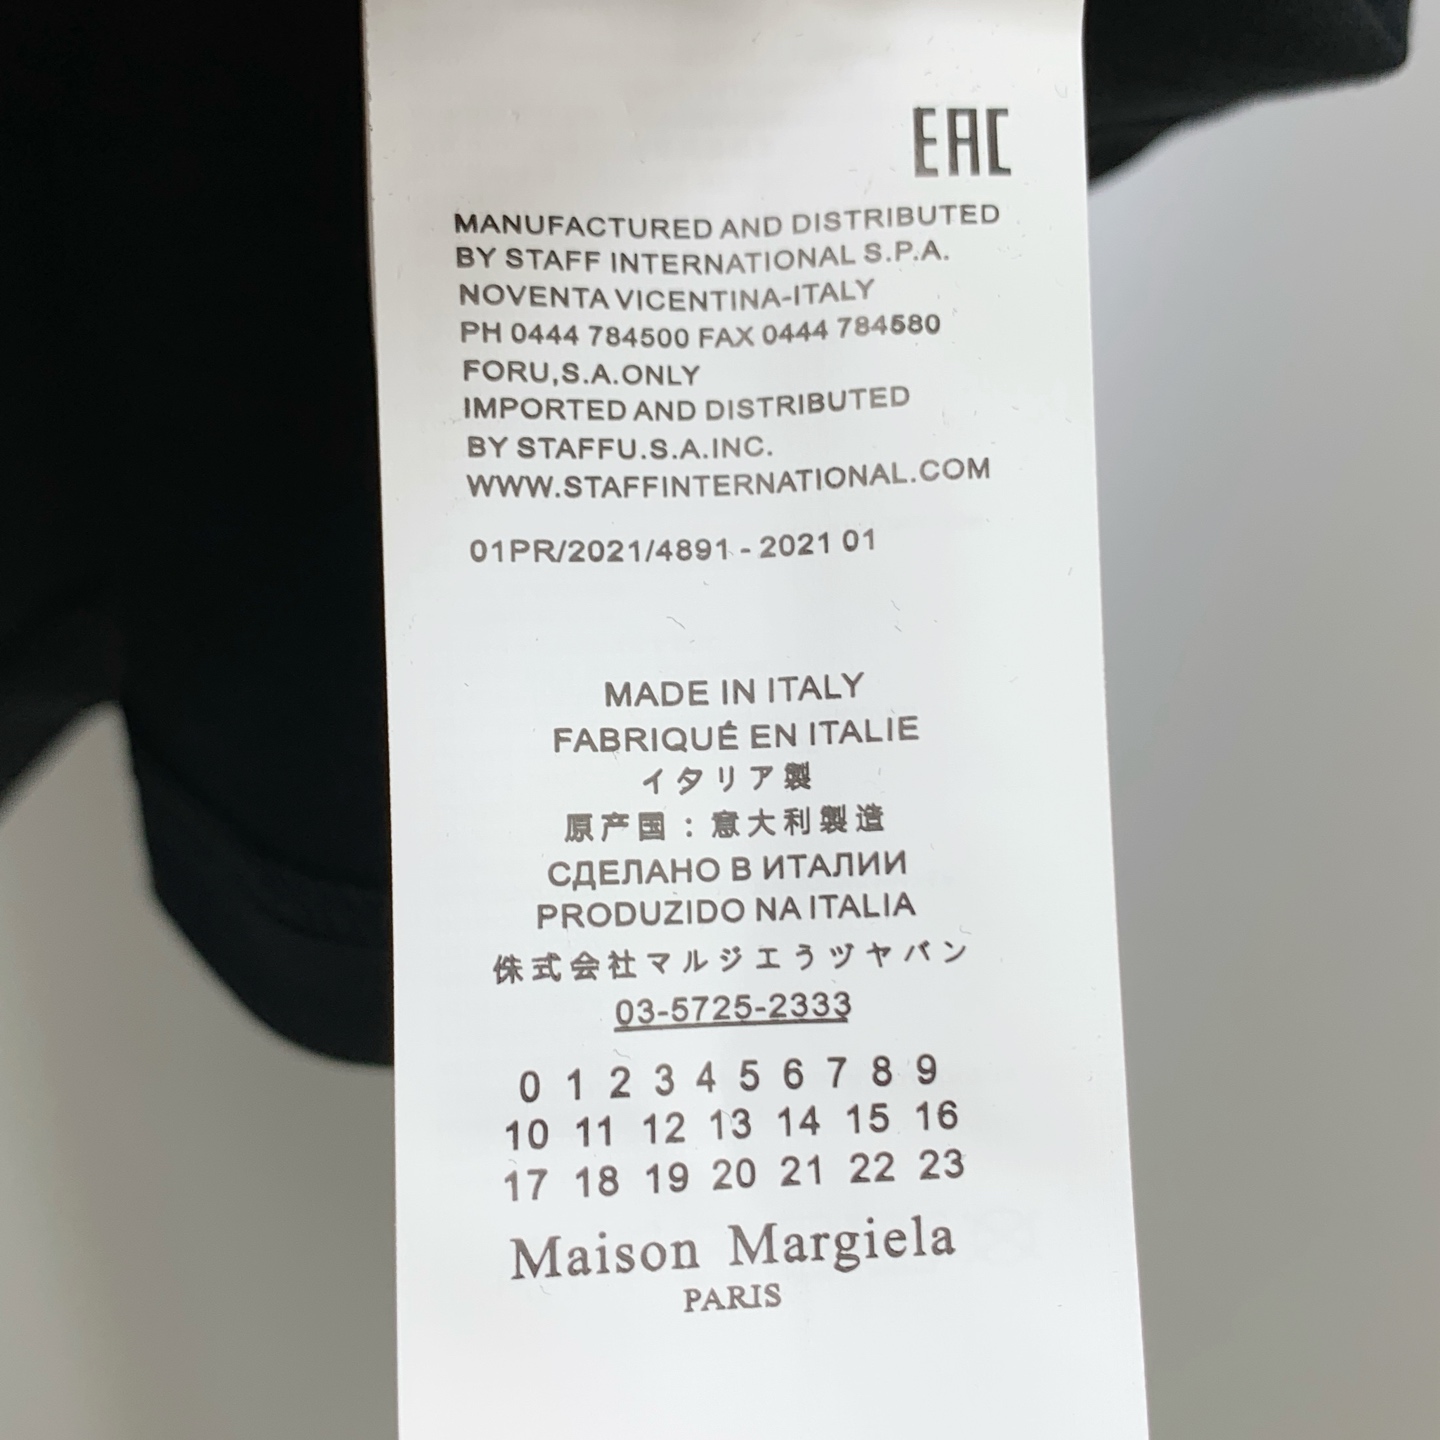 EAC
MANUFACTURED AND DISTRIBUTED
BY STAFF INTERNATIONAL S.P.A.
NOVENTA VICENTINA-ITALY
PH 0444 784500 FAX 0444 784580
FORU,S.A.ONLY
IMPORTED AND DISTRIBUTED
BY STAFFU.S.A.INC.
WWW.STAFFINTERNATIONAL.COM
01PR/2021/4891 - 2021 01
MADE IN ITALY
FABRIQUÉ EN ITALIE
イタリア製
原产国：意大利製造
СДЕЛАНО В ИТАЛИИ
PRODUZIDO NA ITALIA
侏式会社マルジエうヅヤバン
03-5725-2333
0 1 2 3 4 5 6 7 8 9
10 11 12 13 14 15 16
17 18 19 20 21 22 23
Maison Margiela
PARIS